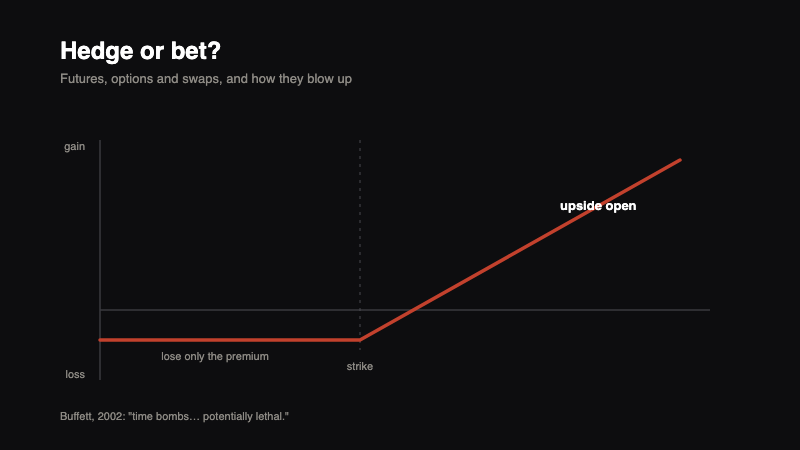 Hedge or bet?
Futures, options and swaps, and how they blow up
gain
upside open
lose only the premium
strike
loss
Buffett, 2002: "time bombs… potentially lethal."